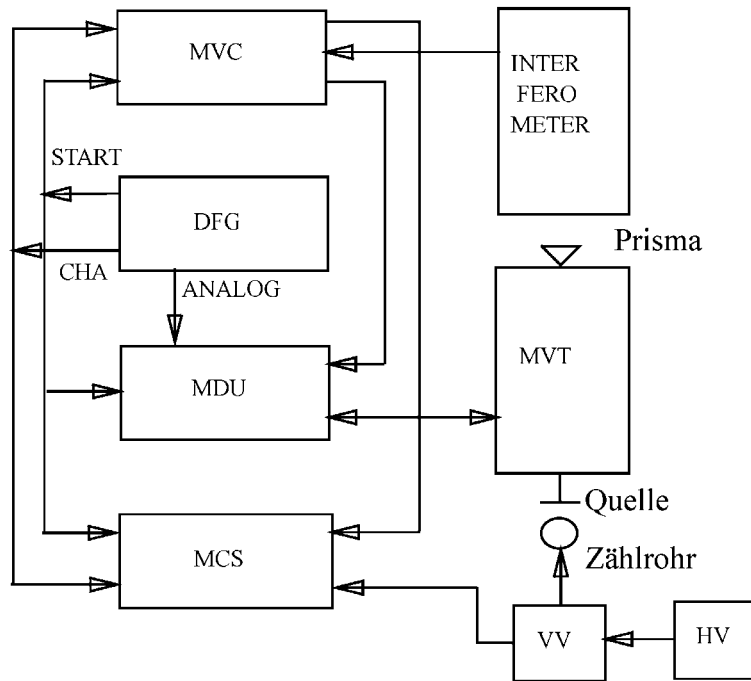 MVC
INTER
FERO
METER
START
DFG
Prisma
CHA
ANALOG
MVT
MDU
Quelle
MCS
Zählrohr
VV
HV